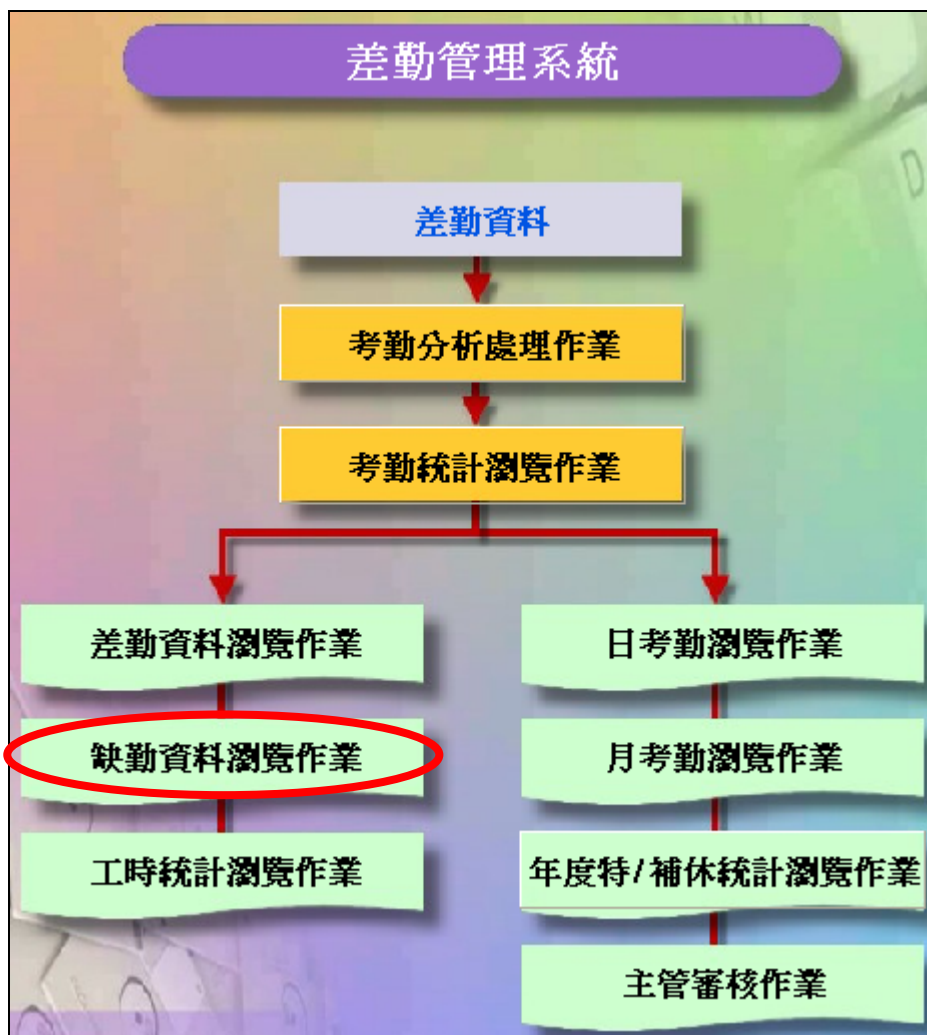 差勤管理系統
差勤資料
考勤分析處理作業
考勤統計瀏覽作業
差勤資料瀏覽作業
缺勤資料瀏覽作業
工時統計瀏覽作業
日考勤瀏覽作業
月考勤瀏覽作業
年度特/補休統計瀏覽作業
主管審核作業
D